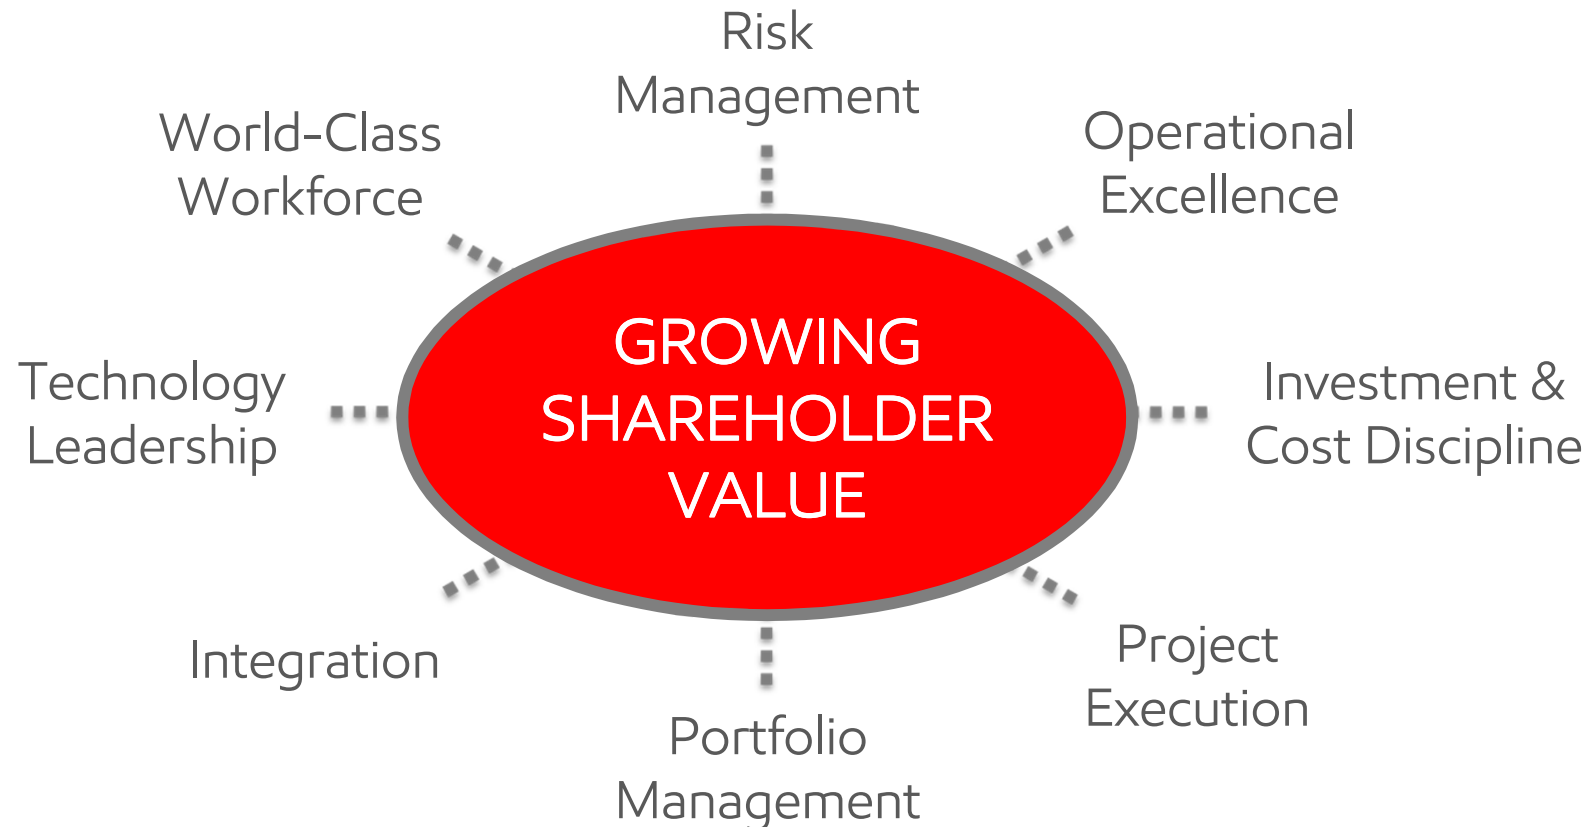 Risk
Management
World-Class
Workforce
Operational
Excellence
GROWING
SHAREHOLDER
VALUE
Technology
Leadership
Investment &
Cost Discipline
Integration
Project
Execution
Portfolio
Management